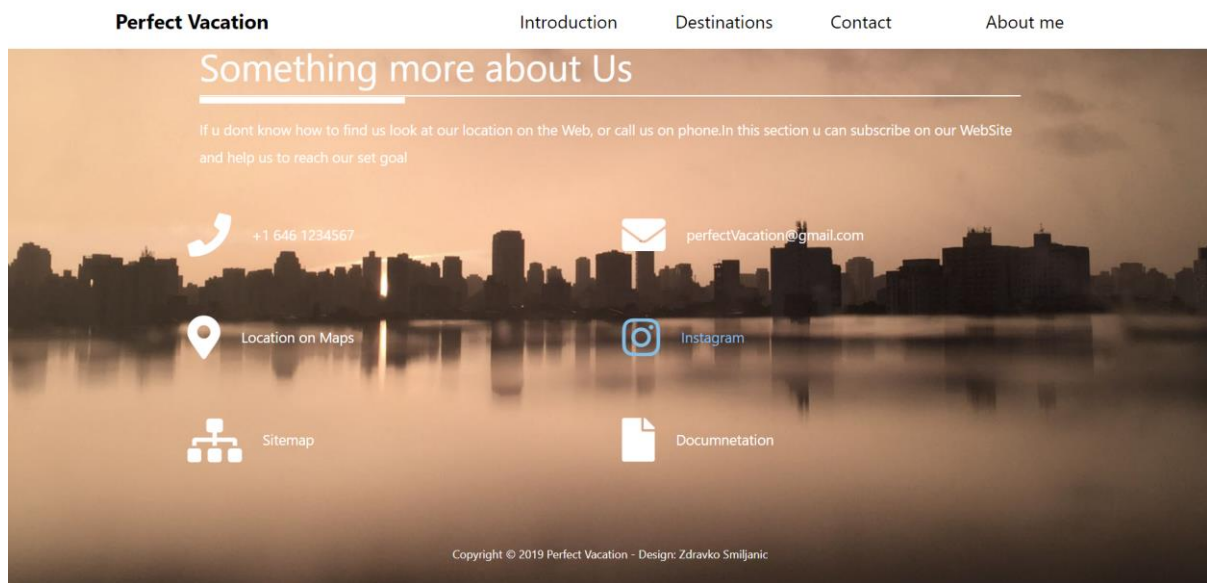 Perfect Vacation Introduction Destinations Contact About me
Something more about Us
If u dont know how to find us look at our location on the Web, or call us on phone.In this section u can subscribe on our WebSite
and help us to reach our set goal
+1 646 1234567 perfectVacation@gmail.com
Location on Maps Instagram
Sitemap Documnetation
Copyright © 2019 Perfect Vacation - Design: Zdravko Smiljanic